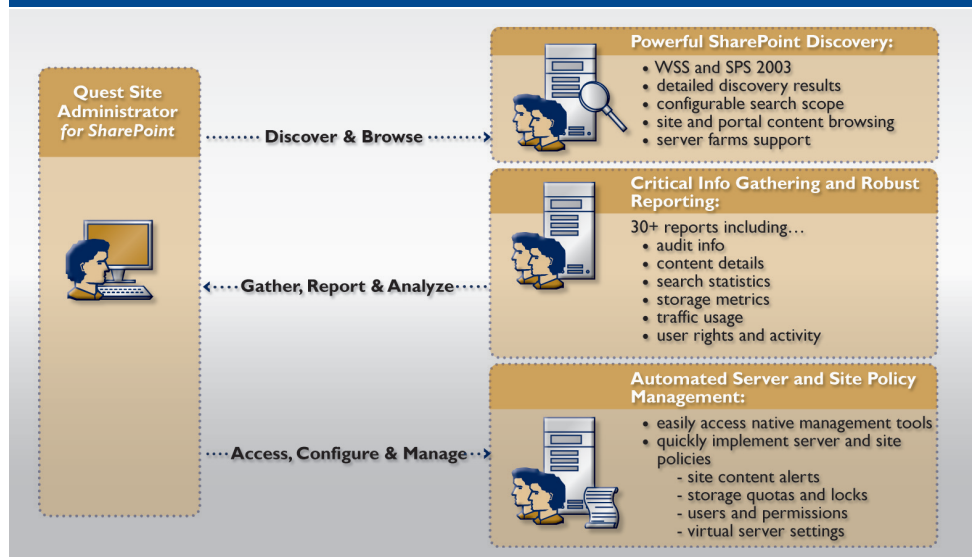 Quest Site
Administrator
for SharePoint
Discover & Browse
Powerful SharePoint Discovery:
• WSS and SPS 2003
• detailed discovery results
• configurable search scope
• site and portal content browsing
• server farms support
Gather, Report & Analyze
Critical Info Gathering and Robust
Reporting:
30+ reports including…
• audit info
• content details
• search statistics
• storage metrics
• traffic usage
• user rights and activity
Access, Configure & Manage
Automated Server and Site Policy
Management:
• easily access native management tools
• quickly implement server and site
policies
- site content alerts
- storage quotas and locks
- users and permissions
- virtual server settings